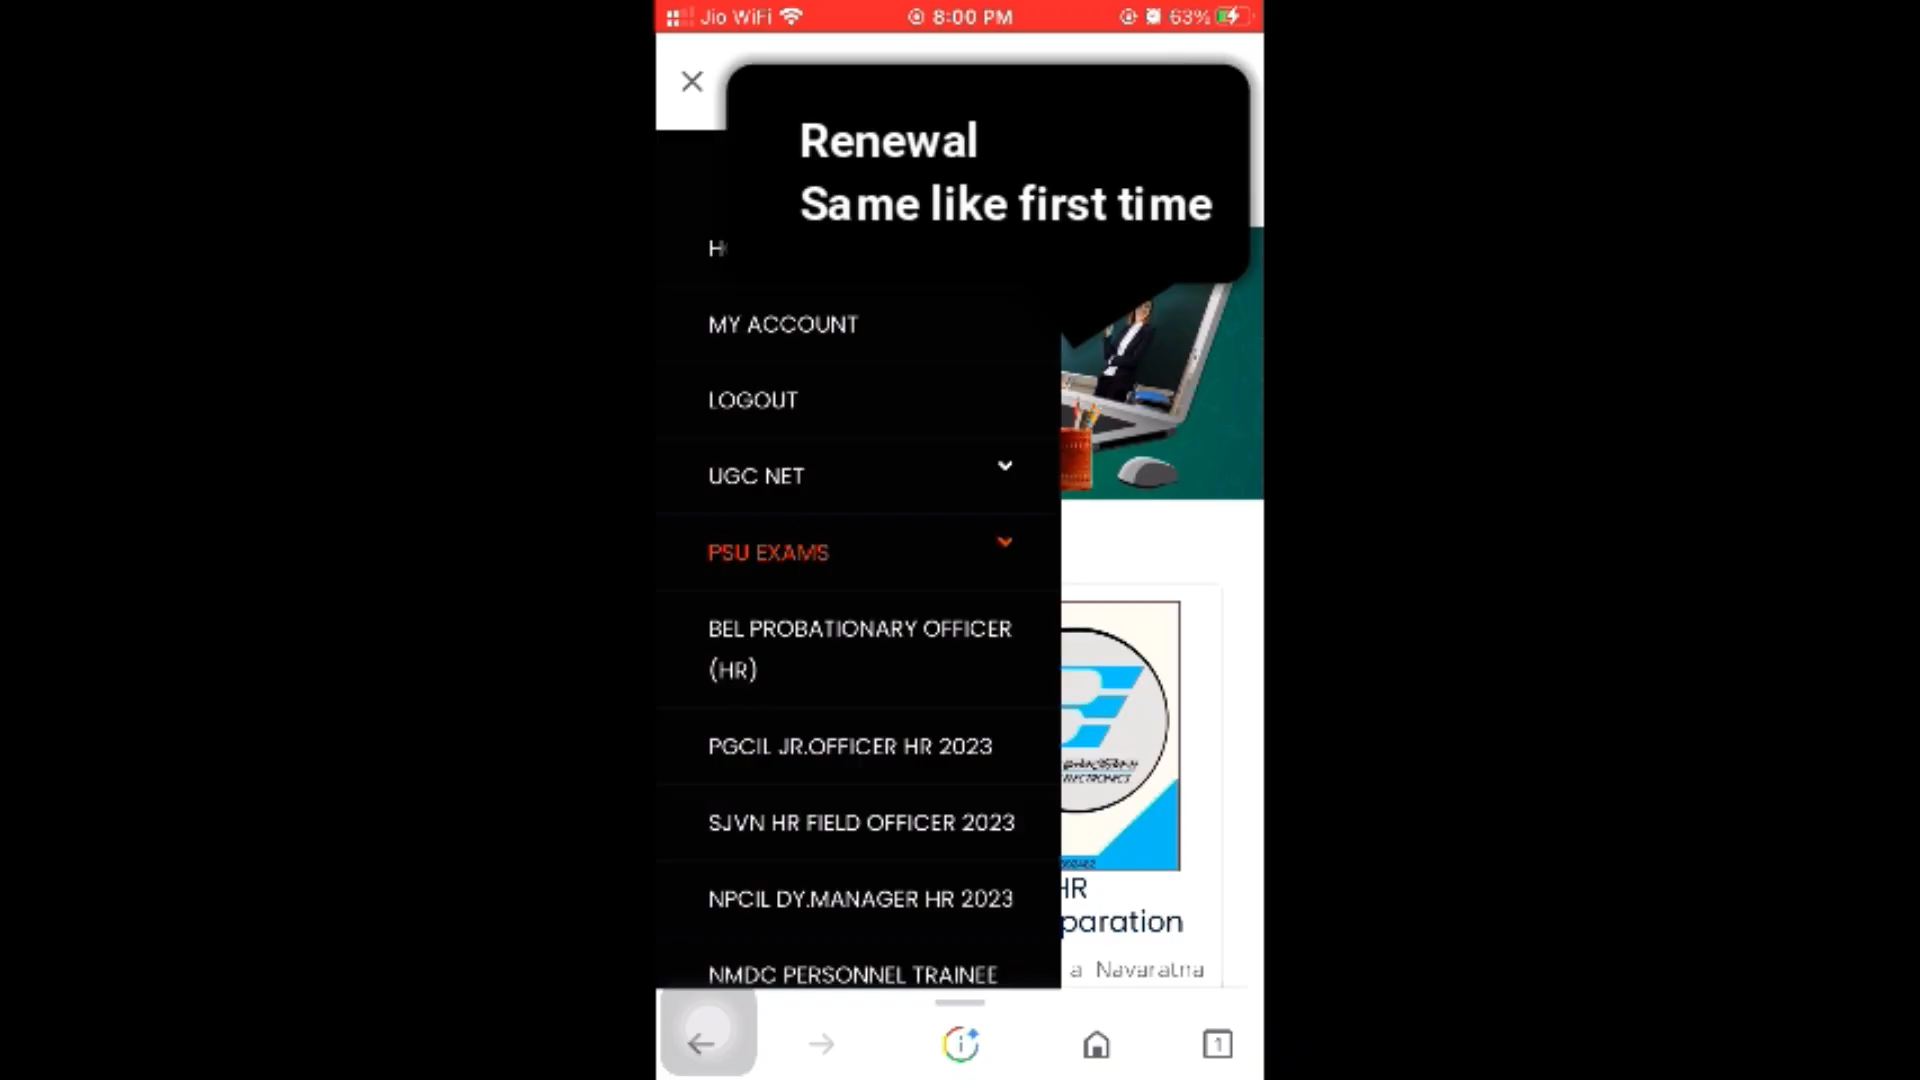 Jio WiFi 8:00 PM 63%
Renewal
Same like first time
MY ACCOUNT
LOGOUT
UGC NET
PSU EXAMS
BEL PROBATIONARY OFFICER
(HR)
PGCIL JR.OFFICER HR 2023
SJVN HR FIELD OFFICER 2023
NPCIL DY.MANAGER HR 2023
NMDC PERSONNEL TRAINEE
HR
paration
a Navaratna
1